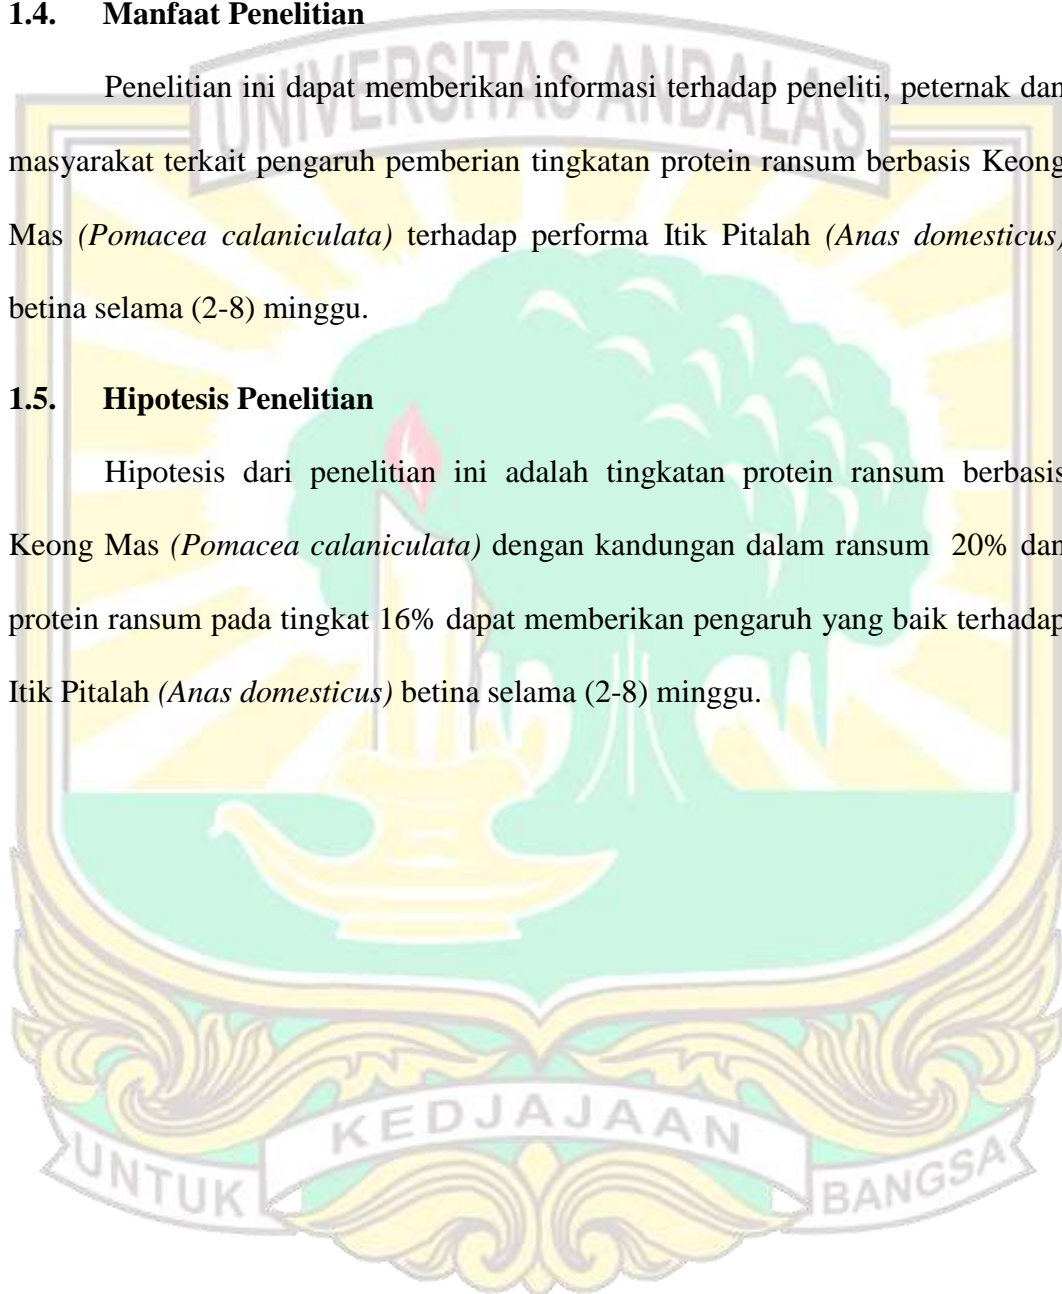 1.4. Manfaat Penelitian
UNIVERSITAS ANDALAS
Penelitian ini dapat memberikan informasi terhadap peneliti, peternak dan
masyarakat terkait pengaruh pemberian tingkatan protein ransum berbasis Keong
Mas (Pomacea calaniculata) terhadap performa Itik Pitalah (Anas domesticus)
betina selama (2-8) minggu.
1.5. Hipotesis Penelitian
Hipotesis dari penelitian ini adalah tingkatan protein ransum berbasis
Keong Mas (Pomacea calaniculata) dengan kandungan dalam ransum 20% dan
protein ransum pada tingkat 16% dapat memberikan pengaruh yang baik terhadap
Itik Pitalah (Anas domesticus) betina selama (2-8) minggu.
UNTUK KEDJAJAAN BANGSA